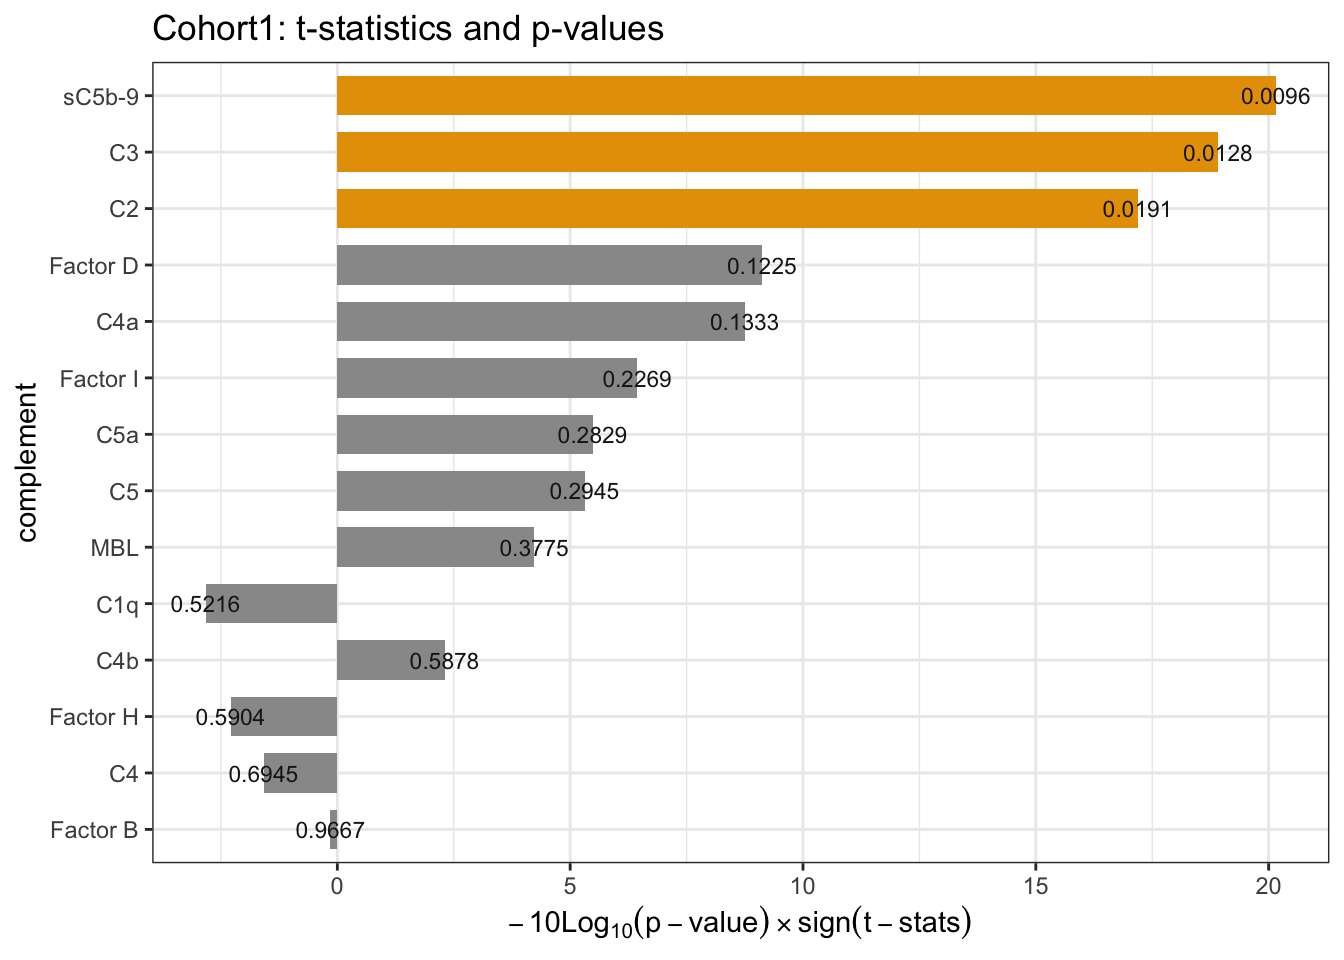 Cohort1: t-statistics and p-values
sC5b-9 0.0096
C3 0.0128
C2 0.0191
Factor D 0.1225
C4a 0.1333
Factor I 0.2269
C5a 0.2829
C5 0.2945
MBL 0.3775
C1q 0.5216
C4b 0.5878
Factor H 0.5904
C4 0.6945
Factor B 0.9667
complement
0 5 10 15 20
− 10Log₁₀(p − value) × sign(t − stats)